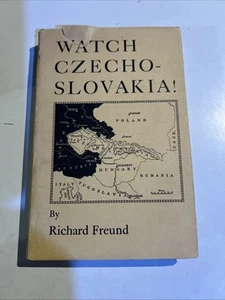 WATCH
CZECHO-
SLOVAKIA!
POLAND
HUNGARY
RUMANIA
ITALY
By
Richard Freund